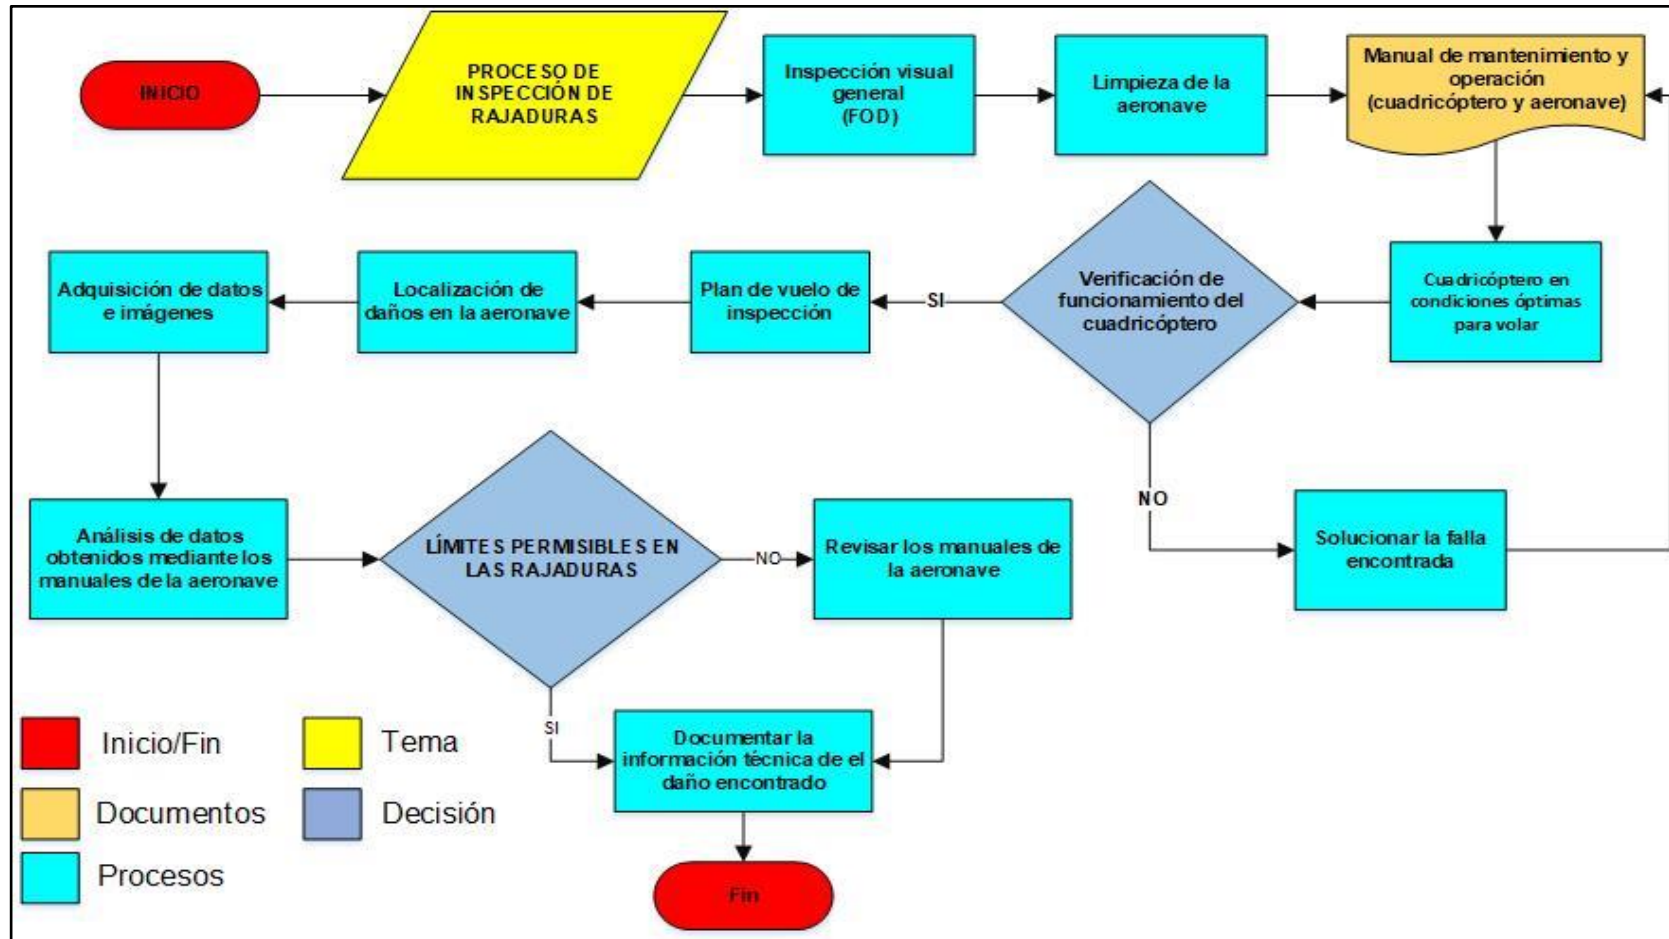 INICIO
PROCESO DE
INSPECCIÓN DE
RAJADURAS
Inspección visual
general
(FOD)
Limpieza de la
aeronave
Manual de mantenimiento y
operación
(cuadricóptero y aeronave)
Adquisición de datos
e imágenes
Localización de
daños en la aeronave
Plan de vuelo de
inspección
SI
Verificación de
funcionamiento del
cuadricóptero
Cuadricóptero en
condiciones óptimas
para volar
NO
Solucionar la falla
encontrada
Análisis de datos
obtenidos mediante los
manuales de la aeronave
LÍMITES PERMISIBLES EN
LAS RAJADURAS
NO
Revisar los manuales de
la aeronave
SI
Documentar la
información técnica de el
daño encontrado
Fin
Inicio/Fin
Tema
Documentos
Decisión
Procesos